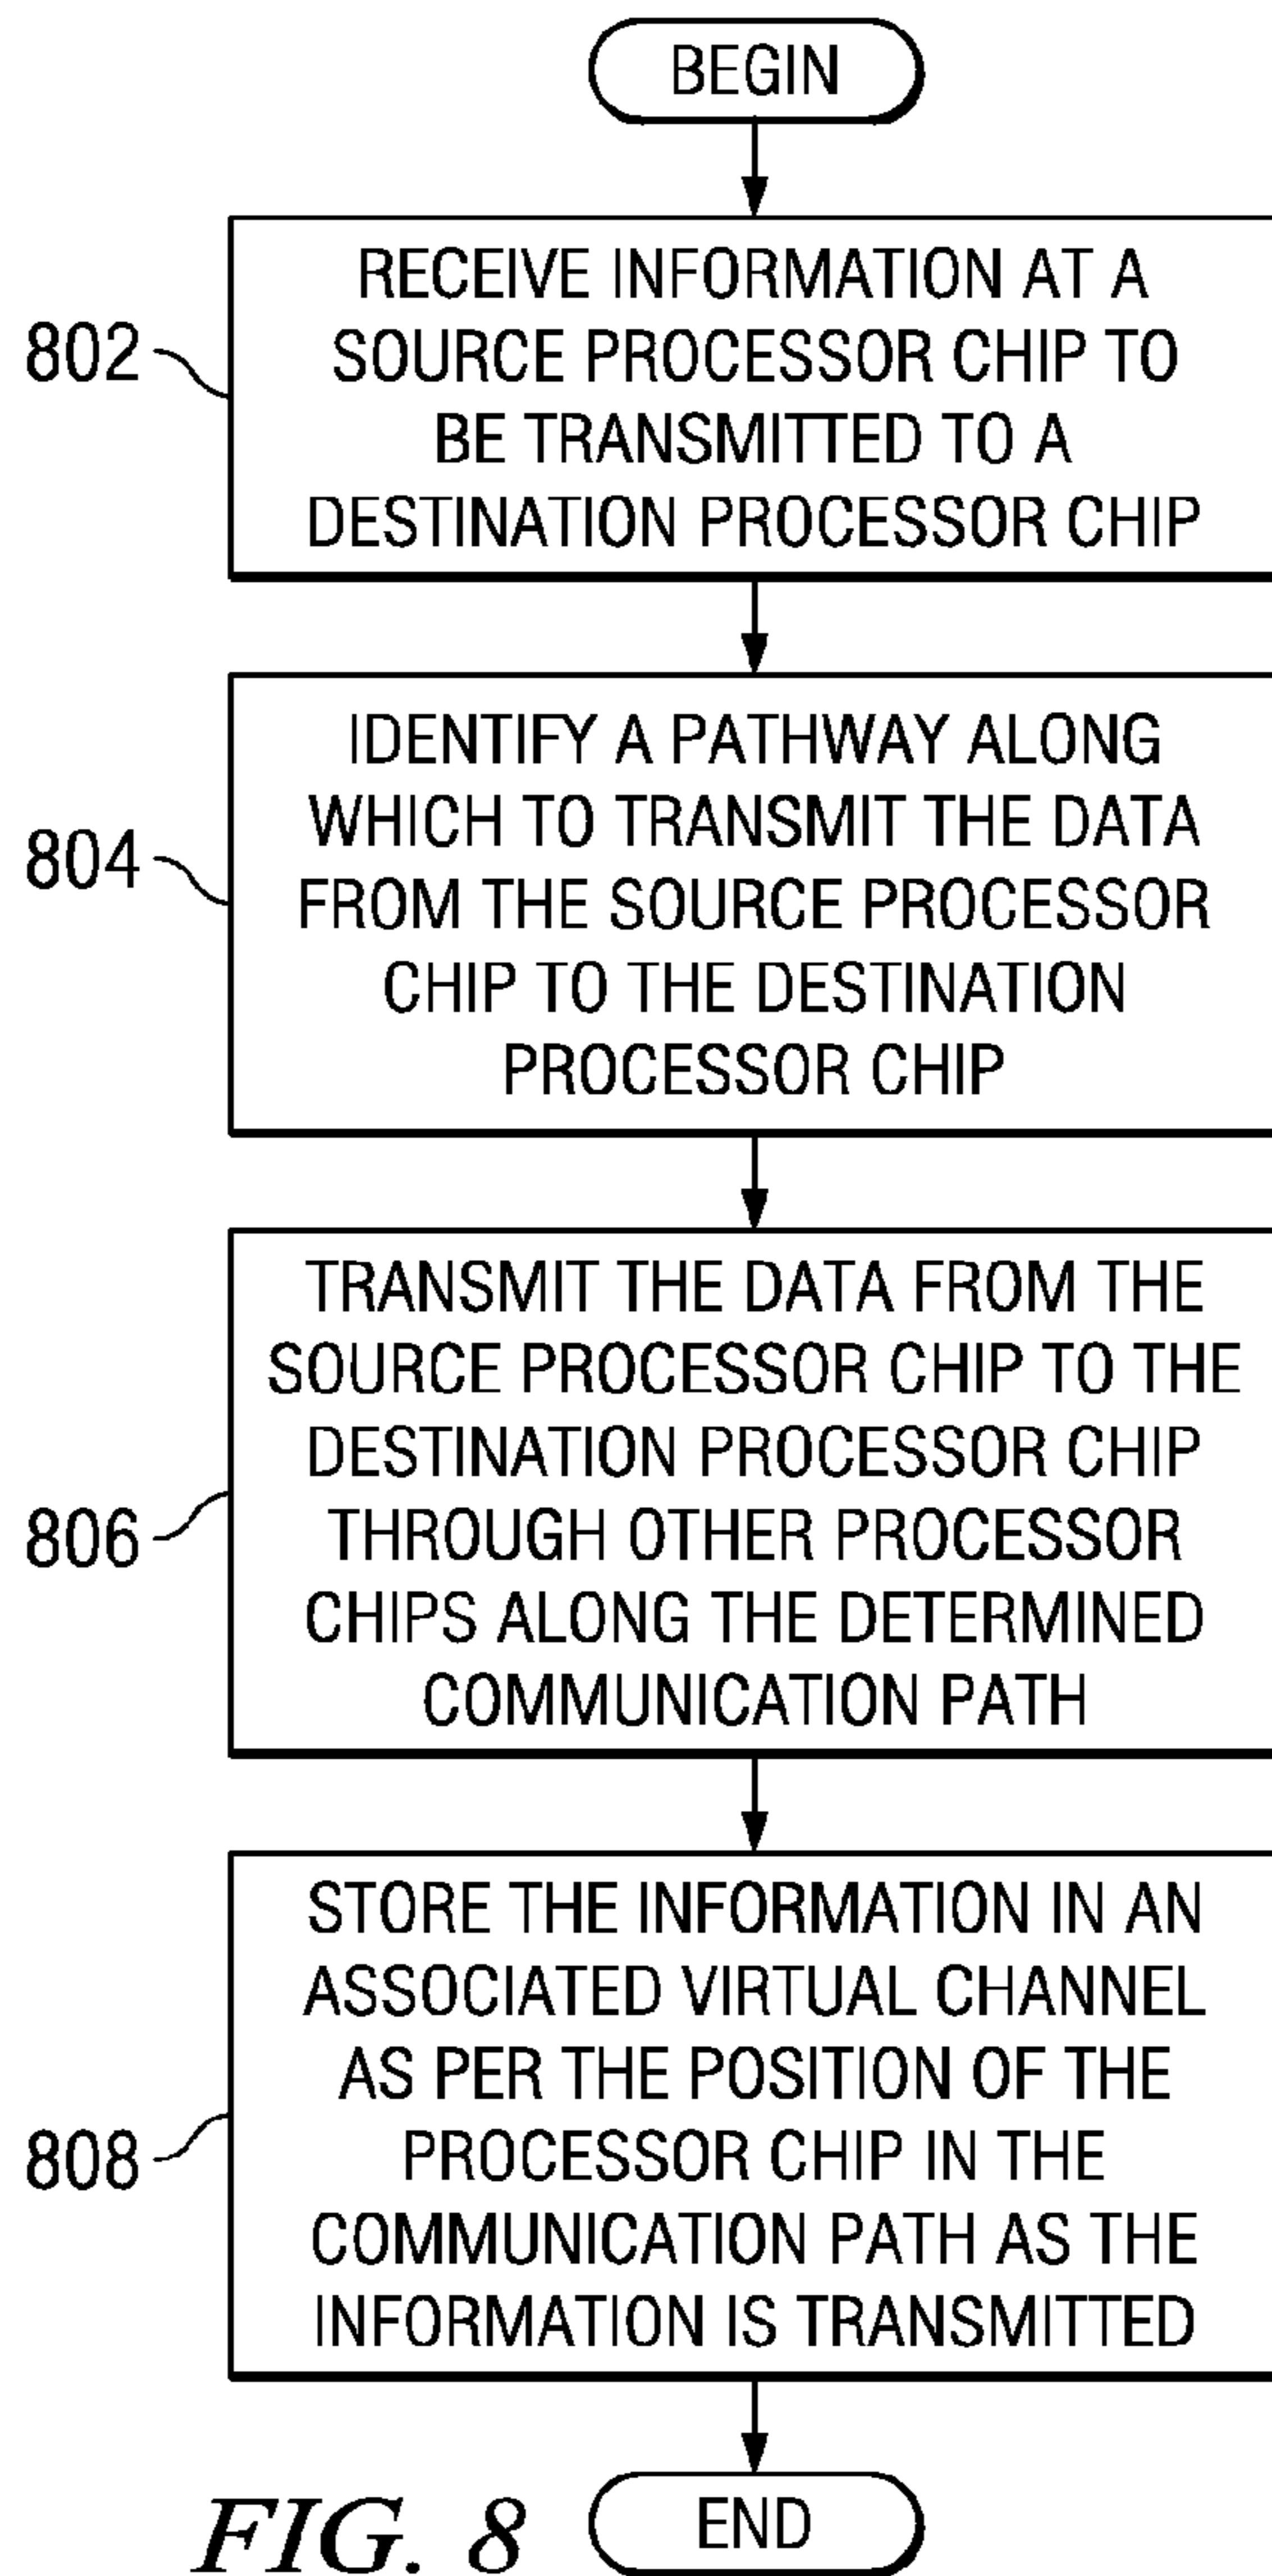 BEGIN
802
RECEIVE INFORMATION AT A
SOURCE PROCESSOR CHIP TO
BE TRANSMITTED TO A
DESTINATION PROCESSOR CHIP
804
IDENTIFY A PATHWAY ALONG
WHICH TO TRANSMIT THE DATA
FROM THE SOURCE PROCESSOR
CHIP TO THE DESTINATION
PROCESSOR CHIP
806
TRANSMIT THE DATA FROM THE
SOURCE PROCESSOR CHIP TO THE
DESTINATION PROCESSOR CHIP
THROUGH OTHER PROCESSOR
CHIPS ALONG THE DETERMINED
COMMUNICATION PATH
808
STORE THE INFORMATION IN AN
ASSOCIATED VIRTUAL CHANNEL
AS PER THE POSITION OF THE
PROCESSOR CHIP IN THE
COMMUNICATION PATH AS THE
INFORMATION IS TRANSMITTED
END
FIG. 8